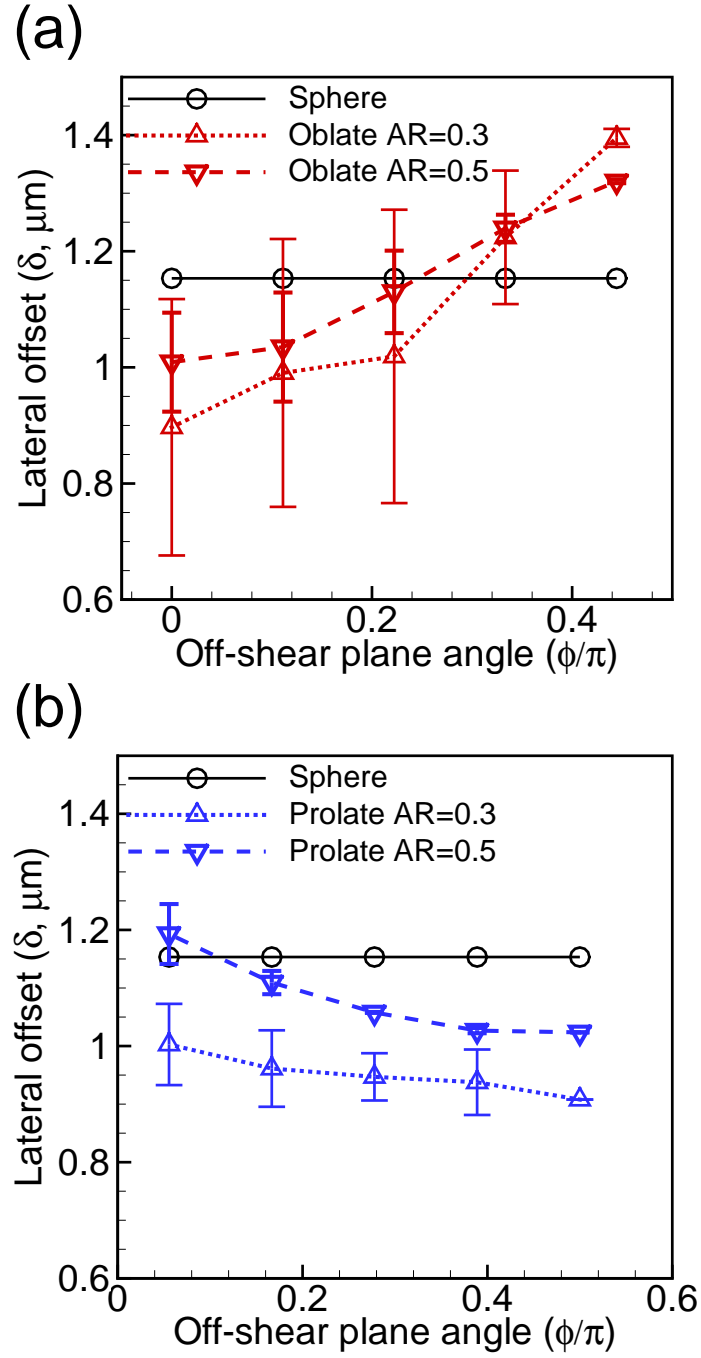 (a)
Sphere
Oblate AR=0.3
Oblate AR=0.5
1.4
1.2
1
0.8
0.6
Lateral offset (δ, μm)
0
0.2
0.4
Off-shear plane angle (ϕ/π)
(b)
Sphere
Prolate AR=0.3
Prolate AR=0.5
1.4
1.2
1
0.8
0.6
Lateral offset (δ, μm)
0
0.2
0.4
0.6
Off-shear plane angle (ϕ/π)